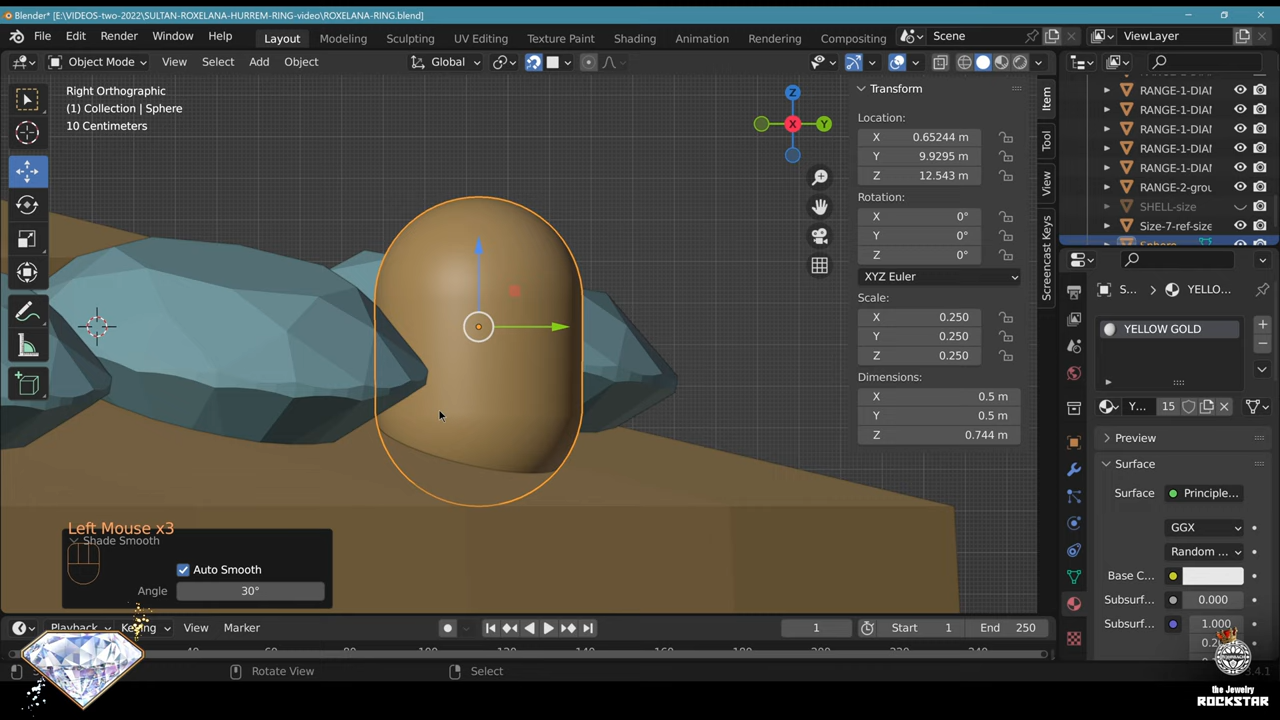 Blender* [E:\VIDEOS-two-2022\SULTAN-ROXELANA-HURREM-RING-video\ROXELANA-RING.blend]
File Edit Render Window Help Layout Modeling Sculpting UV Editing Texture Paint Shading Animation Rendering Compositing Scene ViewLayer
Object Mode View Select Add Object Global
Right Orthographic
(1) Collection | Sphere
10 Centimeters
Z
X
Y
Transform
Location:
X 0.65244 m
Y 9.9295 m
Z 12.543 m
Rotation:
X 0°
Y 0°
Z 0°
XYZ Euler
Scale:
X 0.250
Y 0.250
Z 0.250
Dimensions:
X 0.5 m
Y 0.5 m
Z 0.744 m
Item
Tool
View
Screencast Keys
RANGE-1-DIAM
RANGE-1-DIAM
RANGE-1-DIAM
RANGE-1-DIAM
RANGE-2-grou
SHELL-size
Size-7-ref-size
Sphere
S... YELLO...
YELLOW GOLD
Y... 15
Preview
Surface
Surface Principle...
GGX
Random ...
Base C...
Subsurf... 0.000
Subsurf... 1.000
Left Mouse x3
Shade Smooth
Auto Smooth
Angle 30°
Playback Keying View Marker 1 Start 1 End 250
Rotate View Select
the Jewelry
ROCKSTAR